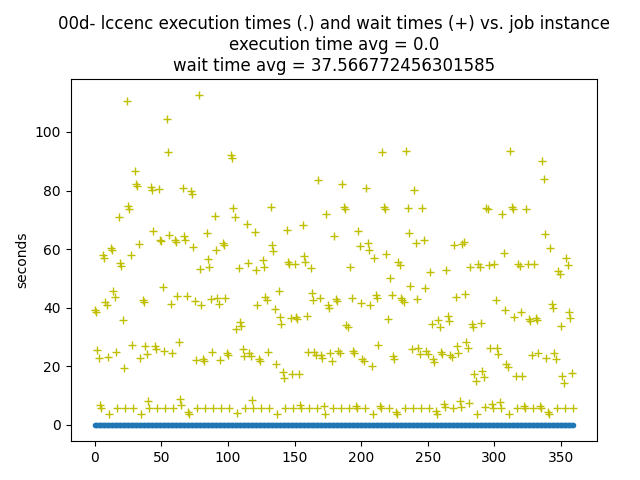 00d- lccenc execution times (.) and wait times (+) vs. job instance
execution time avg = 0.0
wait time avg = 37.566772456301585
100
80
60
40
20
0
seconds
0 50 100 150 200 250 300 350